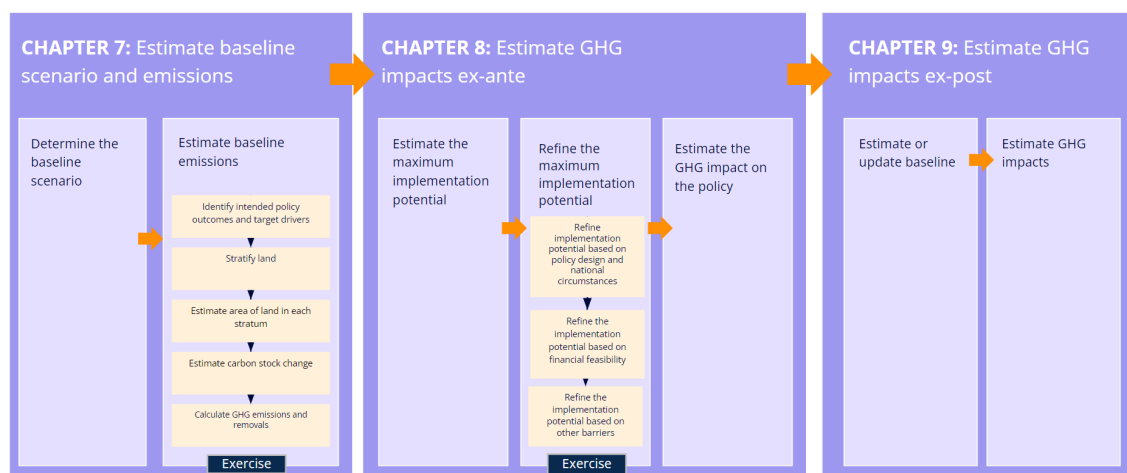 CHAPTER 7: Estimate baseline
scenario and emissions
Determine the
baseline
scenario
Estimate baseline
emissions
Identify intended policy
outcomes and target drivers
Stratify land
Estimate area of land in each
stratum
Estimate carbon stock change
Calculate GHG emissions and
removals
Exercise
CHAPTER 8: Estimate GHG
impacts ex-ante
Estimate the
maximum
implementation
potential
Refine the
maximum
implementation
potential
Refine
implementation
potential based on
policy design and
national
circumstances
Refine the
implementation
potential based on
financial feasibility
Refine the
implementation
potential based on
other barriers
Exercise
Estimate the
GHG impact on
the policy
CHAPTER 9: Estimate GHG
impacts ex-post
Estimate or
update baseline
Estimate GHG
impacts